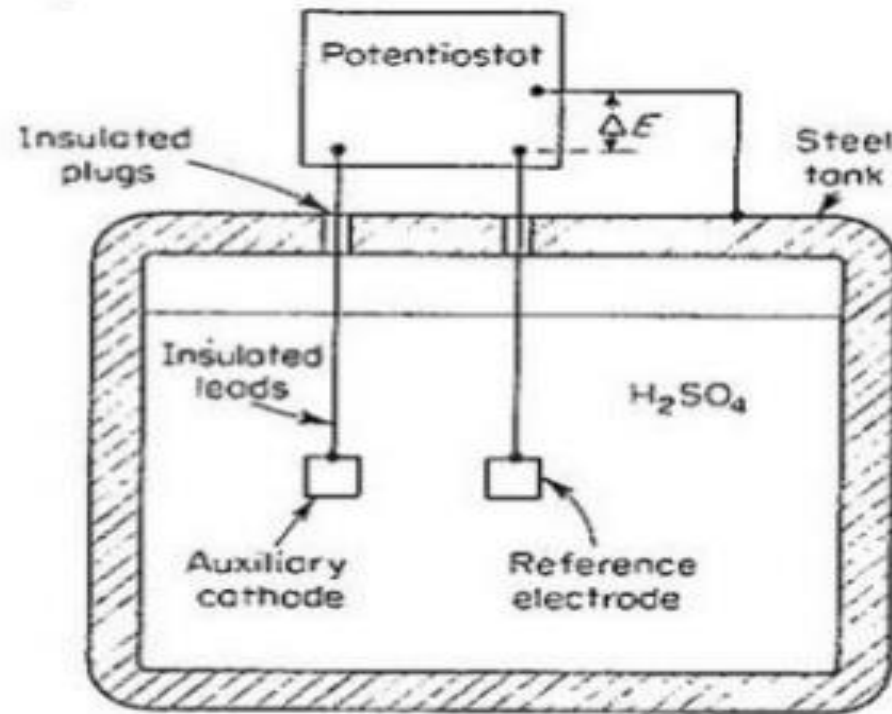 Potentiostat
ΔE
Insulated
plugs
Steel
tank
Insulated
leads
H₂SO₄
Auxiliary
cathode
Reference
electrode